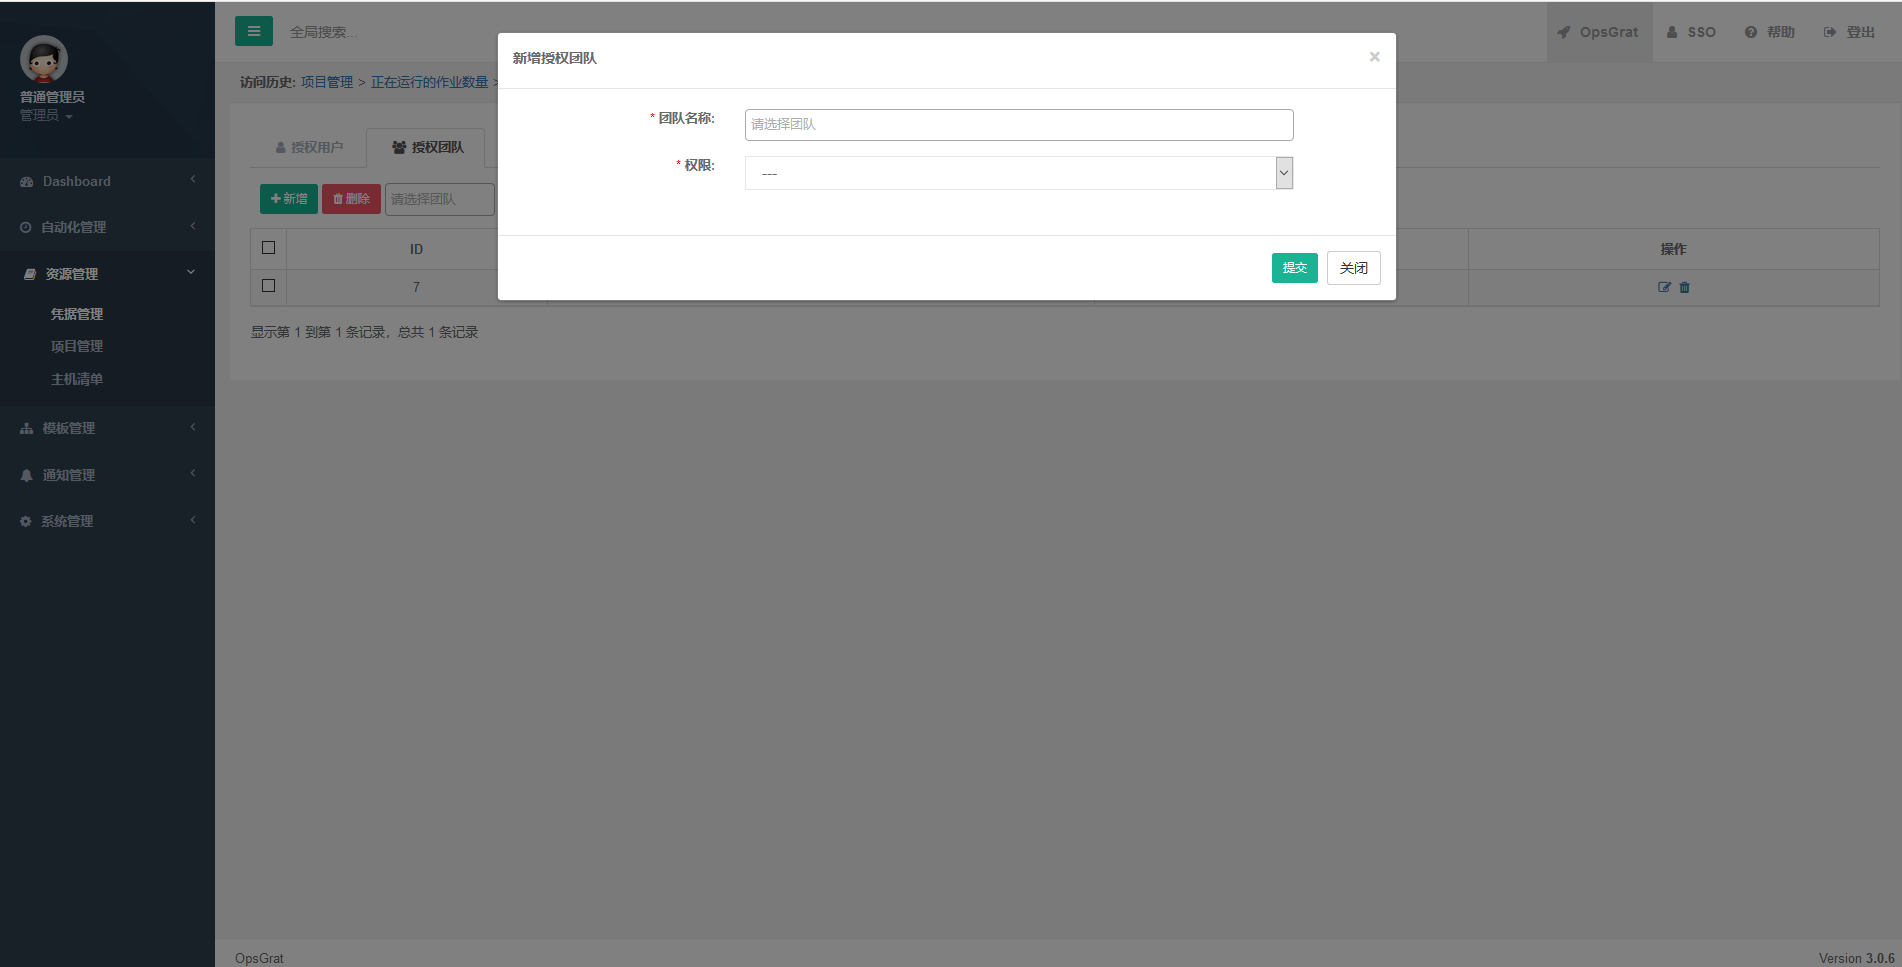 普通管理员
管理员
Dashboard
自动化管理
资源管理
凭据管理
项目管理
主机清单
模板管理
通知管理
系统管理
全局搜索...
OpsGrat
SSO
帮助
登出
访问历史: 项目管理 > 正在运行的作业数量 >
授权用户
授权团队
新增
删除
请选择团队
ID
操作
7
显示第 1 到第 1 条记录，总共 1 条记录
新增授权团队
×
* 团队名称:
请选择团队
* 权限:
---
提交
关闭
OpsGrat
Version 3.0.6